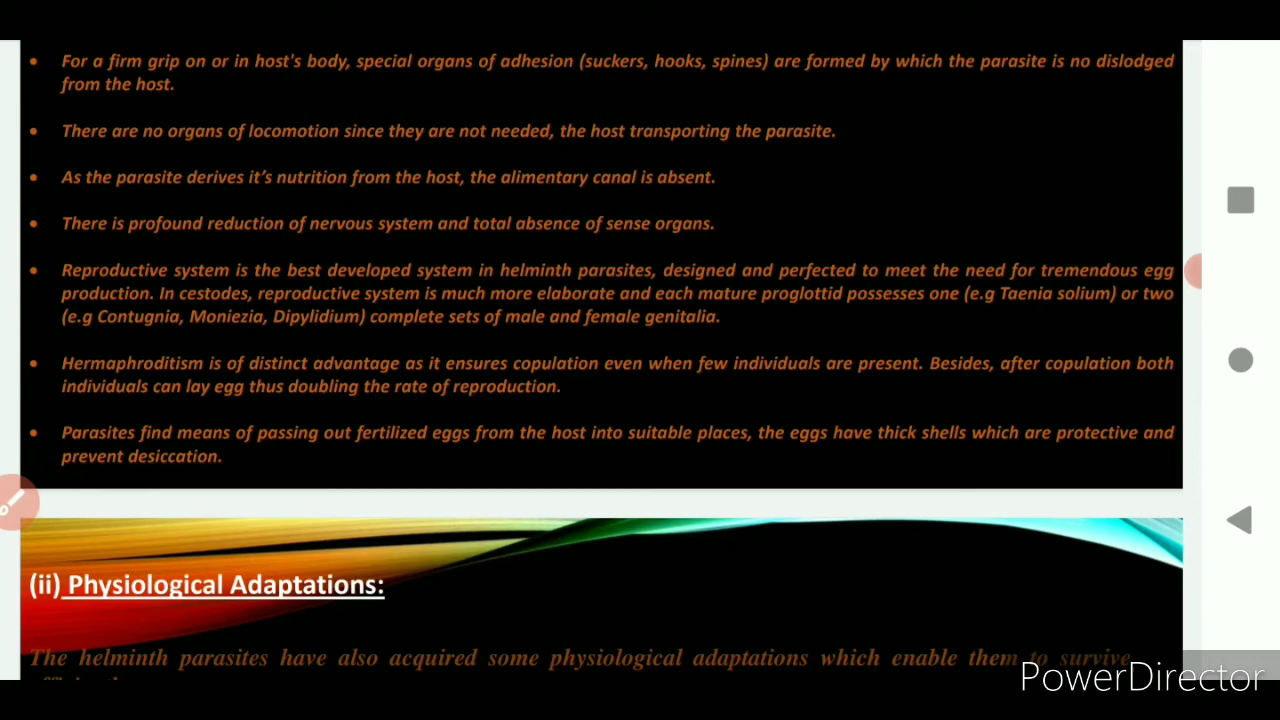 • For a firm grip on or in host's body, special organs of adhesion (suckers, hooks, spines) are formed by which the parasite is no dislodged
from the host.
• There are no organs of locomotion since they are not needed, the host transporting the parasite.
• As the parasite derives it's nutrition from the host, the alimentary canal is absent.
• There is profound reduction of nervous system and total absence of sense organs.
• Reproductive system is the best developed system in helminth parasites, designed and perfected to meet the need for tremendous egg
production. In cestodes, reproductive system is much more elaborate and each mature proglottid possesses one (e.g Taenia solium) or two
(e.g Contugnia, Moniezia, Dipylidium) complete sets of male and female genitalia.
• Hermaphroditism is of distinct advantage as it ensures copulation even when few individuals are present. Besides, after copulation both
individuals can lay egg thus doubling the rate of reproduction.
• Parasites find means of passing out fertilized eggs from the host into suitable places, the eggs have thick shells which are protective and
prevent desiccation.
(ii) Physiological Adaptations:
The helminth parasites have also acquired some physiological adaptations which enable them to survive
PowerDirector